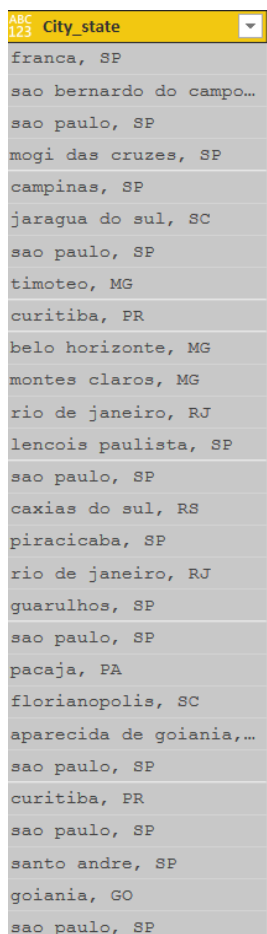 ABC
123 City_state
franca, SP
sao bernardo do campo…
sao paulo, SP
mogi das cruzes, SP
campinas, SP
jaragua do sul, SC
sao paulo, SP
timoteo, MG
curitiba, PR
belo horizonte, MG
montes claros, MG
rio de janeiro, RJ
lencois paulista, SP
sao paulo, SP
caxias do sul, RS
piracicaba, SP
rio de janeiro, RJ
guarulhos, SP
sao paulo, SP
pacaja, PA
florianopolis, SC
aparecida de goiania,…
sao paulo, SP
curitiba, PR
sao paulo, SP
santo andre, SP
goiania, GO
sao paulo, SP